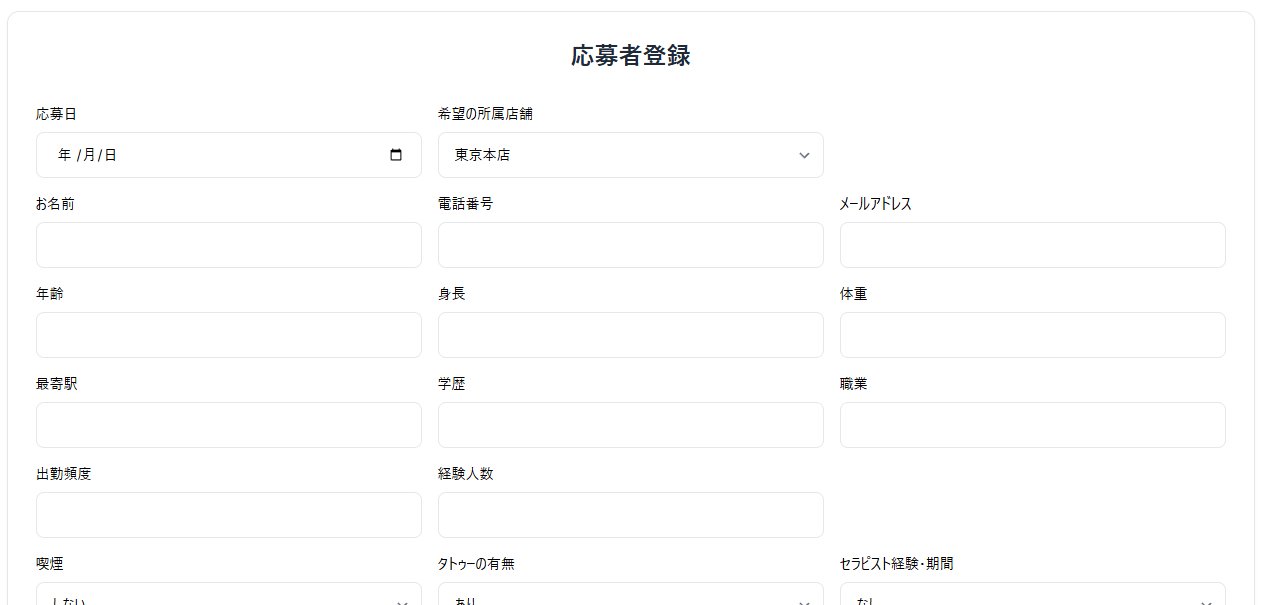 応募者登録
応募日 希望の所属店舗
年 /月/日 東京本店
お名前 電話番号 メールアドレス
年齢 身長 体重
最寄駅 学歴 職業
出勤頻度 経験人数
喫煙 タトゥーの有無 セラピスト経験・期間
しない あり なし